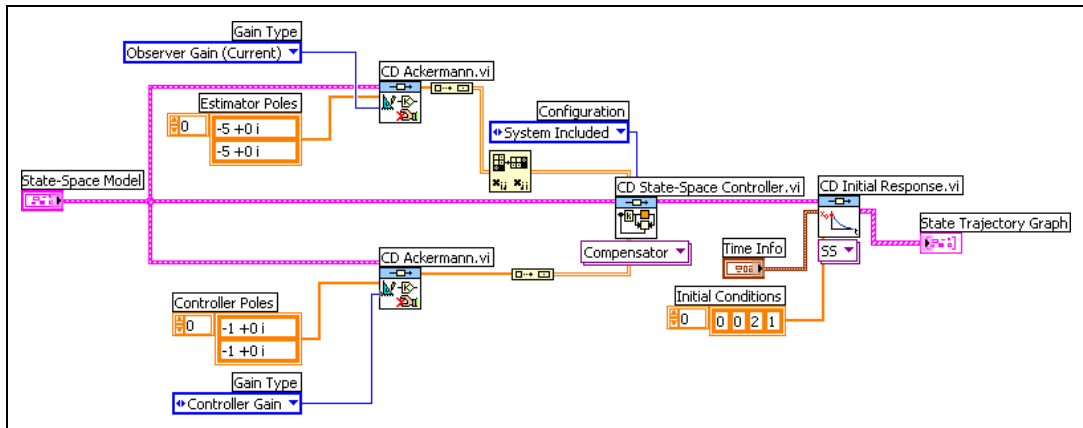 Gain Type
Observer Gain (Current)
CD Ackermann.vi
Estimator Poles
0
-5 +0 i
-5 +0 i
Configuration
System Included
State-Space Model
CD State-Space Controller.vi
CD Initial Response.vi
State Trajectory Graph
Compensator
Time Info
SS
CD Ackermann.vi
Controller Poles
0
-1 +0 i
-1 +0 i
Initial Conditions
0
0 0 2 1
Gain Type
Controller Gain